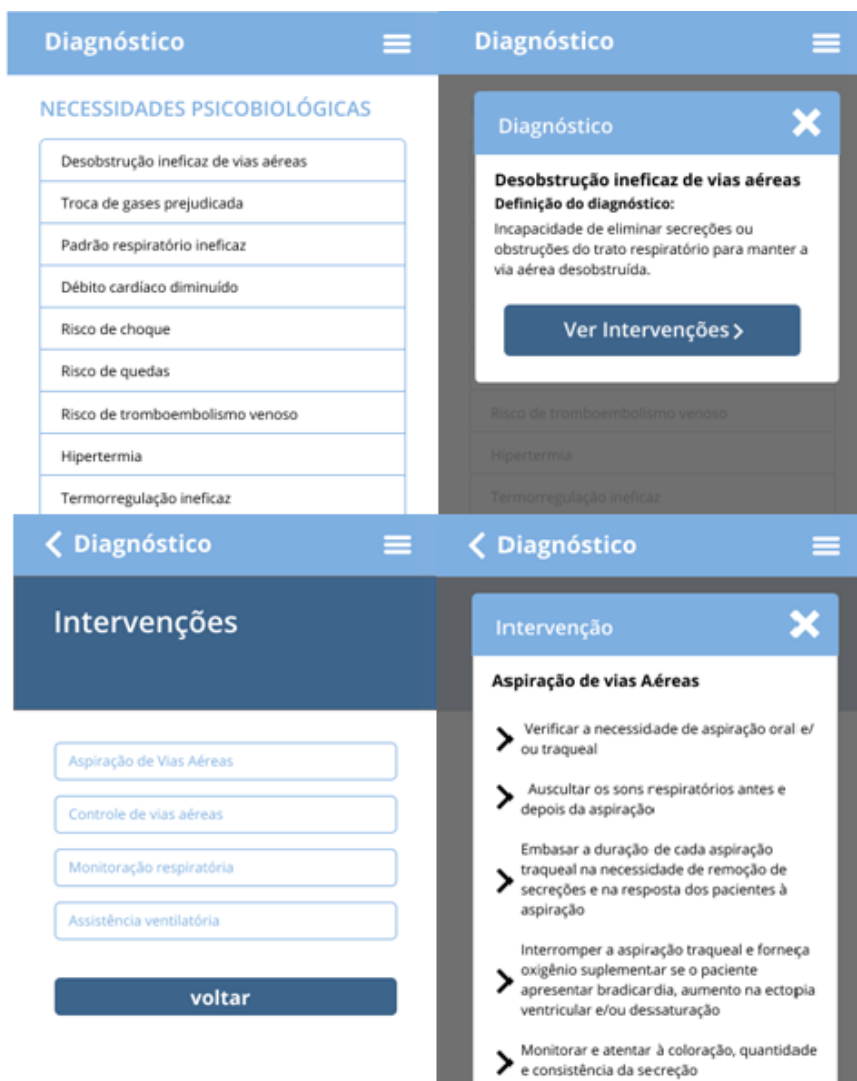 Diagnóstico
NECESSIDADES PSICOBIOLÓGICAS
Desobstrução ineficaz de vias aéreas
Troca de gases prejudicada
Padrão respiratório ineficaz
Débito cardíaco diminuído
Risco de choque
Risco de quedas
Risco de tromboembolismo venoso
Hipertermia
Termorregulação ineficaz
Diagnóstico
Diagnóstico
Desobstrução ineficaz de vias aéreas
Definição do diagnóstico:
Incapacidade de eliminar secreções ou
obstruções do trato respiratório para manter a
via aérea desobstruída.
Ver Intervenções
Risco de tromboembolismo venoso
Hipertermia
Termorregulação ineficaz
Diagnóstico
Intervenções
Aspiração de Vias Aéreas
Controle de vias aéreas
Monitoração respiratória
Assistência ventilatória
voltar
Diagnóstico
Intervenção
Aspiração de vias Aéreas
Verificar a necessidade de aspiração oral e/
ou traqueal
Auscultar os sons respiratórios antes e
depois da aspiração
Embasar a duração de cada aspiração
traqueal na necessidade de remoção de
secreções e na resposta dos pacientes à
aspiração
Interromper a aspiração traqueal e forneça
oxigênio suplementar se o paciente
apresentar bradicardia, aumento na ectopia
ventricular e/ou dessaturação
Monitorar e atentar à coloração, quantidade
e consistência da secreção